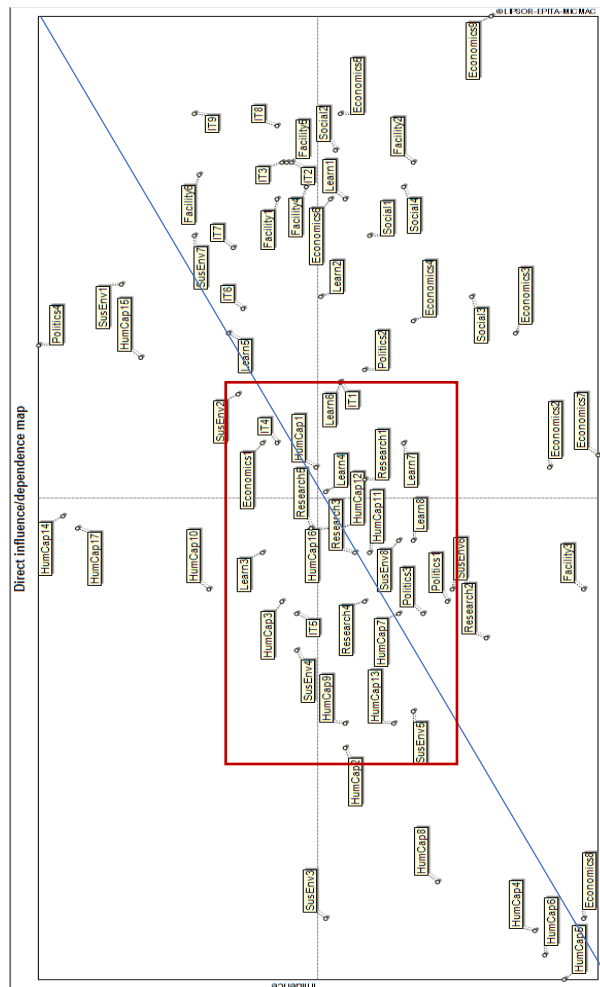 © LIPSOR-EPITA-MICMAC
Direct influence/dependence map
Economics9
Economics5
IT8
IT9
Social2
Facility5
Facility2
IT3
IT2
Learn1
Facility6
Facility4
Facility1
Economics6
Social1
Social4
IT7
SusEnv7
Learn2
Economics4
Economics3
IT6
SusEnv1
HumCap15
Politics4
Social3
Learn5
Politics2
SusEnv2
Learn6
IT1
IT4
HumCap1
Economics1
Research1
Learn4
Learn7
Economics2
Economics7
Research5
HumCap12
HumCap11
Research3
Learn8
HumCap14
HumCap17
HumCap10
HumCap16
Learn3
SusEnv8
SusEnv6
Politics3
Politics1
Facility3
Research2
HumCap3
IT5
Research4
HumCap7
SusEnv4
HumCap9
HumCap13
SusEnv5
HumCap2
HumCap8
SusEnv3
HumCap4
HumCap6
Economics8
HumCap5